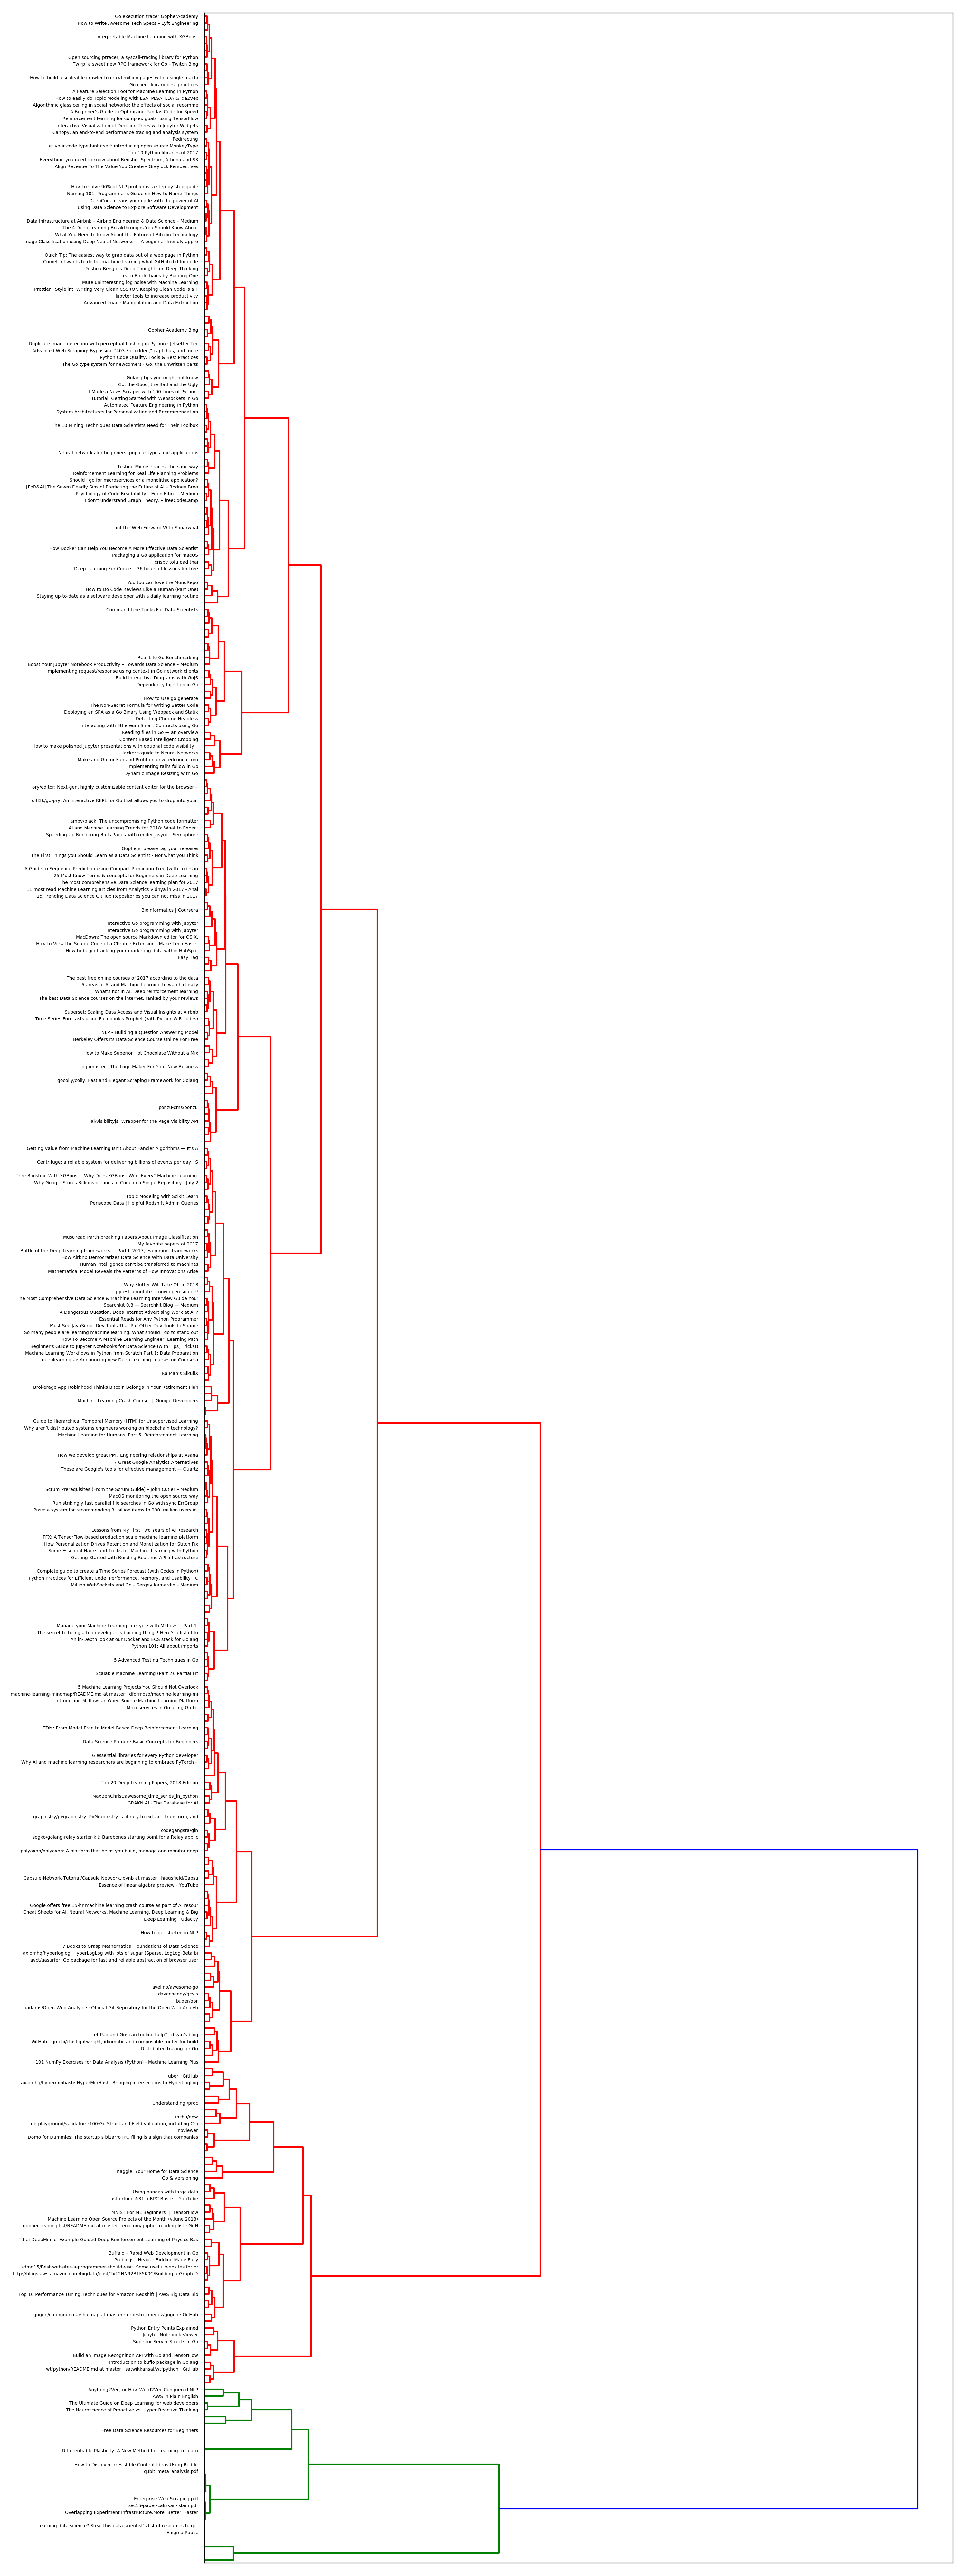 Go execution tracer GopherAcademy
How to Write Awesome Tech Specs – Lyft Engineering
Interpretable Machine Learning with XGBoost
Open sourcing ptracer, a syscall-tracing library for Python
Twirp: a sweet new RPC framework for Go – Twitch Blog
How to build a scaleable crawler to crawl million pages with a single machi
Go client library best practices
A Feature Selection Tool for Machine Learning in Python
How to easily do Topic Modeling with LSA, PLSA, LDA & lda2Vec
Algorithmic glass ceiling in social networks: the effects of social recomme
A Beginner's Guide to Optimizing Pandas Code for Speed
Reinforcement learning for complex goals, using TensorFlow
Interactive Visualization of Decision Trees with Jupyter Widgets
Canopy: an end-to-end performance tracing and analysis system
Redirecting
Let your code type-hint itself: introducing open source MonkeyType
Top 10 Python libraries of 2017
Everything you need to know about Redshift Spectrum, Athena and S3
Align Revenue To The Value You Create – Greylock Perspectives
How to solve 90% of NLP problems: a step-by-step guide
Naming 101: Programmer's Guide on How to Name Things
DeepCode cleans your code with the power of AI
Using Data Science to Explore Software Development
Data Infrastructure at Airbnb – Airbnb Engineering & Data Science – Medium
The 4 Deep Learning Breakthroughs You Should Know About
What You Need to Know About the Future of Bitcoin Technology
Image Classification using Deep Neural Networks — A beginner friendly appro
Quick Tip: The easiest way to grab data out of a web page in Python
Comet.ml wants to do for machine learning what GitHub did for code
Yoshua Bengio's Deep Thoughts on Deep Thinking
Learn Blockchains by Building One
Mute uninteresting log noise with Machine Learning
Prettier · Stylelint: Writing Very Clean CSS (Or, Keeping Clean Code is a T
Jupyter tools to increase productivity
Advanced Image Manipulation and Data Extraction
Gopher Academy Blog
Duplicate image detection with perceptual hashing in Python · Jetsetter Tec
Advanced Web Scraping: Bypassing "403 Forbidden," captchas, and more
Python Code Quality: Tools & Best Practices
The Go type system for newcomers · Go, the unwritten parts
Golang tips you might not know
Go: the Good, the Bad and the Ugly
I Made a News Scraper with 100 Lines of Python.
Tutorial: Getting Started with Websockets in Go
Automated Feature Engineering in Python
System Architectures for Personalization and Recommendation
The 10 Mining Techniques Data Scientists Need for Their Toolbox
Neural networks for beginners: popular types and applications
Testing Microservices, the sane way
Reinforcement Learning for Real Life Planning Problems
Should I go for microservices or a monolithic application?
[FoR&AI] The Seven Deadly Sins of Predicting the Future of AI – Rodney Broo
Psychology of Code Readability – Egon Elbre – Medium
I don't understand Graph Theory. – freeCodeCamp
Lint the Web Forward With Sonarwhal
How Docker Can Help You Become A More Effective Data Scientist
Packaging a Go application for macOS
crispy tofu pad thai
Deep Learning For Coders—36 hours of lessons for free
You too can love the MonoRepo
How to Do Code Reviews Like a Human (Part One)
Staying up-to-date as a software developer with a daily learning routine
Command Line Tricks For Data Scientists
Real Life Go Benchmarking
Boost Your Jupyter Notebook Productivity – Towards Data Science – Medium
Implementing request/response using context in Go network clients
Build Interactive Diagrams with GoJS
Dependency Injection in Go
How to Use go:generate
The Non-Secret Formula for Writing Better Code
Deploying an SPA as a Go Binary Using Webpack and Statik
Detecting Chrome Headless
Interacting with Ethereum Smart Contracts using Go
Reading files in Go — an overview
Content Based Intelligent Cropping
How to make polished Jupyter presentations with optional code visibility ·
Hacker's guide to Neural Networks
Make and Go for Fun and Profit on unwiredcouch.com
Implementing tail's follow in Go
Dynamic Image Resizing with Go
ory/editor: Next-gen, highly customizable content editor for the browser -
d4l3k/go-pry: An interactive REPL for Go that allows you to drop into your
ambv/black: The uncompromising Python code formatter
AI and Machine Learning Trends for 2018: What to Expect
Speeding Up Rendering Rails Pages with render_async - Semaphore
Gophers, please tag your releases
The First Things you Should Learn as a Data Scientist - Not what you Think
A Guide to Sequence Prediction using Compact Prediction Tree (with codes in
25 Must Know Terms & concepts for Beginners in Deep Learning
The most comprehensive Data Science learning plan for 2017
11 most read Machine Learning articles from Analytics Vidhya in 2017 - Anal
15 Trending Data Science GitHub Repositories you can not miss in 2017
Bioinformatics | Coursera
Interactive Go programming with Jupyter
Interactive Go programming with Jupyter
MacDown: The open source Markdown editor for OS X.
How to View the Source Code of a Chrome Extension - Make Tech Easier
How to begin tracking your marketing data within HubSpot
Easy Tag
The best free online courses of 2017 according to the data
6 areas of AI and Machine Learning to watch closely
What's hot in AI: Deep reinforcement learning
The best Data Science courses on the internet, ranked by your reviews
Superset: Scaling Data Access and Visual Insights at Airbnb
Time Series Forecasts using Facebook's Prophet (with Python & R codes)
NLP - Building a Question Answering Model
Berkeley Offers Its Data Science Course Online For Free
How to Make Superior Hot Chocolate Without a Mix
Logomaster | The Logo Maker For Your New Business
gocolly/colly: Fast and Elegant Scraping Framework for Golang
ponzu-cms/ponzu
ai/visibilityjs: Wrapper for the Page Visibility API
Getting Value from Machine Learning Isn't About Fancier Algorithms — It's A
Centrifuge: a reliable system for delivering billions of events per day · S
Tree Boosting With XGBoost – Why Does XGBoost Win "Every" Machine Learning
Why Google Stores Billions of Lines of Code in a Single Repository | July 2
Topic Modeling with Scikit Learn
Periscope Data | Helpful Redshift Admin Queries
Must-read Parth-breaking Papers About Image Classification
My favorite papers of 2017
Battle of the Deep Learning frameworks — Part I: 2017, even more frameworks
How Airbnb Democratizes Data Science With Data University
Human intelligence can't be transferred to machines
Mathematical Model Reveals the Patterns of How Innovations Arise
Why Flutter Will Take Off in 2018
pytest-annotate is now open-source!
The Most Comprehensive Data Science & Machine Learning Interview Guide You'
Searchkit 0.8 — Searchkit Blog — Medium
A Dangerous Question: Does Internet Advertising Work at All?
Essential Reads for Any Python Programmer
Must See JavaScript Dev Tools That Put Other Dev Tools to Shame
So many people are learning machine learning. What should I do to stand out
How To Become A Machine Learning Engineer: Learning Path
Beginner's Guide to Jupyter Notebooks for Data Science (with Tips, Tricks!)
Machine Learning Workflows in Python from Scratch Part 1: Data Preparation
deeplearning.ai: Announcing new Deep Learning courses on Coursera
RaiMan's SikuliX
Brokerage App Robinhood Thinks Bitcoin Belongs in Your Retirement Plan
Machine Learning Crash Course | Google Developers
Guide to Hierarchical Temporal Memory (HTM) for Unsupervised Learning
Why aren't distributed systems engineers working on blockchain technology?
Machine Learning for Humans, Part 5: Reinforcement Learning
How we develop great PM / Engineering relationships at Asana
7 Great Google Analytics Alternatives
These are Google's tools for effective management — Quartz
Scrum Prerequisites (From the Scrum Guide) – John Cutler – Medium
MacOS monitoring the open source way
Run strikingly fast parallel file searches in Go with sync.ErrGroup
Pixie: a system for recommending 3 billion items to 200 million users in
Lessons from My First Two Years of AI Research
TFX: A TensorFlow-based production scale machine learning platform
How Personalization Drives Retention and Monetization for Stitch Fix
Some Essential Hacks and Tricks for Machine Learning with Python
Getting Started with Building Realtime API Infrastructure
Complete guide to create a Time Series Forecast (with Codes in Python)
Python Practices for Efficient Code: Performance, Memory, and Usability | C
Million WebSockets and Go – Sergey Kamardin – Medium
Manage your Machine Learning Lifecycle with MLflow — Part 1.
The secret to being a top developer is building things! Here's a list of fu
An in-Depth look at our Docker and ECS stack for Golang
Python 101: All about imports
5 Advanced Testing Techniques in Go
Scalable Machine Learning (Part 2): Partial Fit
5 Machine Learning Projects You Should Not Overlook
machine-learning-mindmap/README.md at master · dformoso/machine-learning-mi
Introducing MLflow: an Open Source Machine Learning Platform
Microservices in Go using Go-kit
TDM: From Model-Free to Model-Based Deep Reinforcement Learning
Data Science Primer : Basic Concepts for Beginners
6 essential libraries for every Python developer
Why AI and machine learning researchers are beginning to embrace PyTorch -
Top 20 Deep Learning Papers, 2018 Edition
MaxBenChrist/awesome_time_series_in_python
GRAKN.AI - The Database for AI
graphistry/pygraphistry: PyGraphistry is library to extract, transform, and
codegangsta/gin
sogko/golang-relay-starter-kit: Barebones starting point for a Relay applic
polyaxon/polyaxon: A platform that helps you build, manage and monitor deep
Capsule-Network-Tutorial/Capsule Network.ipynb at master · higgsfield/Capsu
Essence of linear algebra preview - YouTube
Google offers free 15-hr machine learning crash course as part of AI resour
Cheat Sheets for AI, Neural Networks, Machine Learning, Deep Learning & Big
Deep Learning | Udacity
How to get started in NLP
7 Books to Grasp Mathematical Foundations of Data Science
axiomhq/hyperloglog: HyperLogLog with lots of sugar (Sparse, LogLog-Beta bi
avct/uasurfer: Go package for fast and reliable abstraction of browser user
avelino/awesome-go
davecheney/gcvis
buger/gor
padams/Open-Web-Analytics: Official Git Repository for the Open Web Analyti
LeftPad and Go: can tooling help? · divan's blog
GitHub - go-chi/chi: lightweight, idiomatic and composable router for build
Distributed tracing for Go
101 NumPy Exercises for Data Analysis (Python) - Machine Learning Plus
uber · GitHub
axiomhq/hyperminhash: HyperMinHash: Bringing intersections to HyperLogLog
Understanding /proc
jinzhu/now
go-playground/validator: :100:Go Struct and Field validation, including Cro
nbviewer
Domo for Dummies: The startup's bizarro IPO filing is a sign that companies
Kaggle: Your Home for Data Science
Go & Versioning
Using pandas with large data
justforfunc #31: gRPC Basics - YouTube
MNIST For ML Beginners | TensorFlow
Machine Learning Open Source Projects of the Month (v.June 2018)
gopher-reading-list/README.md at master · enocom/gopher-reading-list · GitH
Title: DeepMimic: Example-Guided Deep Reinforcement Learning of Physics-Bas
Buffalo – Rapid Web Development in Go
Prebid.js - Header Bidding Made Easy
sdmg15/Best-websites-a-programmer-should-visit: Some useful websites for pr
http://blogs.aws.amazon.com/bigdata/post/Tx12NN92B1F5K0C/Building-a-Graph-D
Top 10 Performance Tuning Techniques for Amazon Redshift | AWS Big Data Blo
gogen/cmd/gounmarshalmap at master · ernesto-jimenez/gogen · GitHub
Python Entry Points Explained
Jupyter Notebook Viewer
Superior Server Structs in Go
Build an Image Recognition API with Go and TensorFlow
Introduction to bufio package in Golang
wtfpython/README.md at master · satwikkansal/wtfpython · GitHub
Anything2Vec, or How Word2Vec Conquered NLP
AWS in Plain English
The Ultimate Guide on Deep Learning for web developers
The Neuroscience of Proactive vs. Hyper-Reactive Thinking
Free Data Science Resources for Beginners
Differentiable Plasticity: A New Method for Learning to Learn
How to Discover Irresistible Content Ideas Using Reddit
qubit_meta_analysis.pdf
Enterprise Web Scraping.pdf
sec15-paper-caliskan-islam.pdf
Overlapping Experiment Infrastructure:More, Better, Faster
Learning data science? Steal this data scientist's list of resources to get
Enigma Public